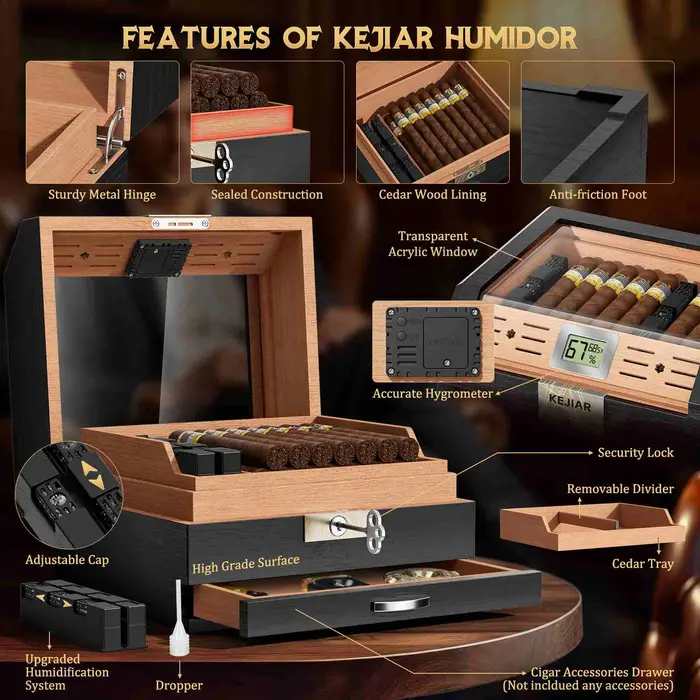 FEATURES OF KEJIAR HUMIDOR
Sturdy Metal Hinge
Sealed Construction
Cedar Wood Lining
Anti-friction Foot
Transparent
Acrylic Window
67
68°F
%
Accurate Hygrometer
KEJIAR
Security Lock
Removable Divider
Adjustable Cap
High Grade Surface
Cedar Tray
Upgraded
Humidification
System
Dropper
Cigar Accessories Drawer
(Not incldued any accessories)